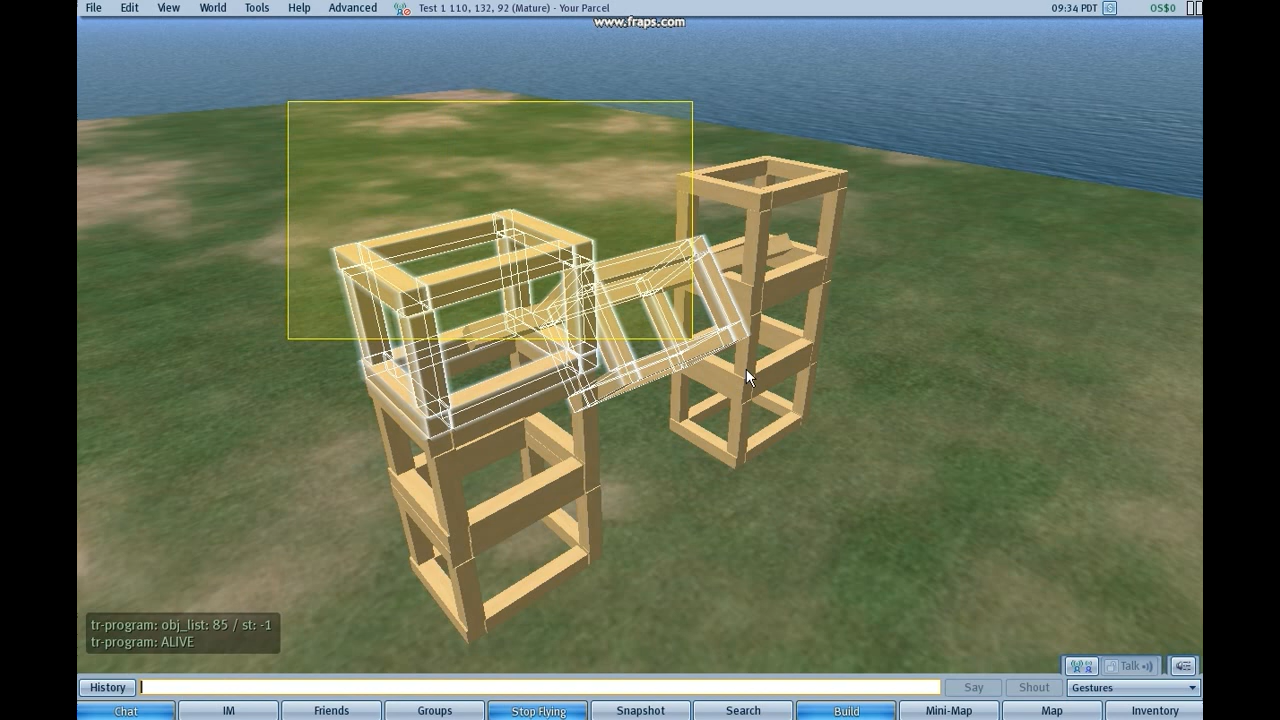 File Edit View World Tools Help Advanced Test 1 110, 132, 92 (Mature) - Your Parcel 09:34 PDT OS$0
www.fraps.com
tr-program: obj_list: 85 / st: -1
tr-program: ALIVE
Talk
History Say Shout Gestures
Chat IM Friends Groups Stop Flying Snapshot Search Build Mini-Map Map Inventory